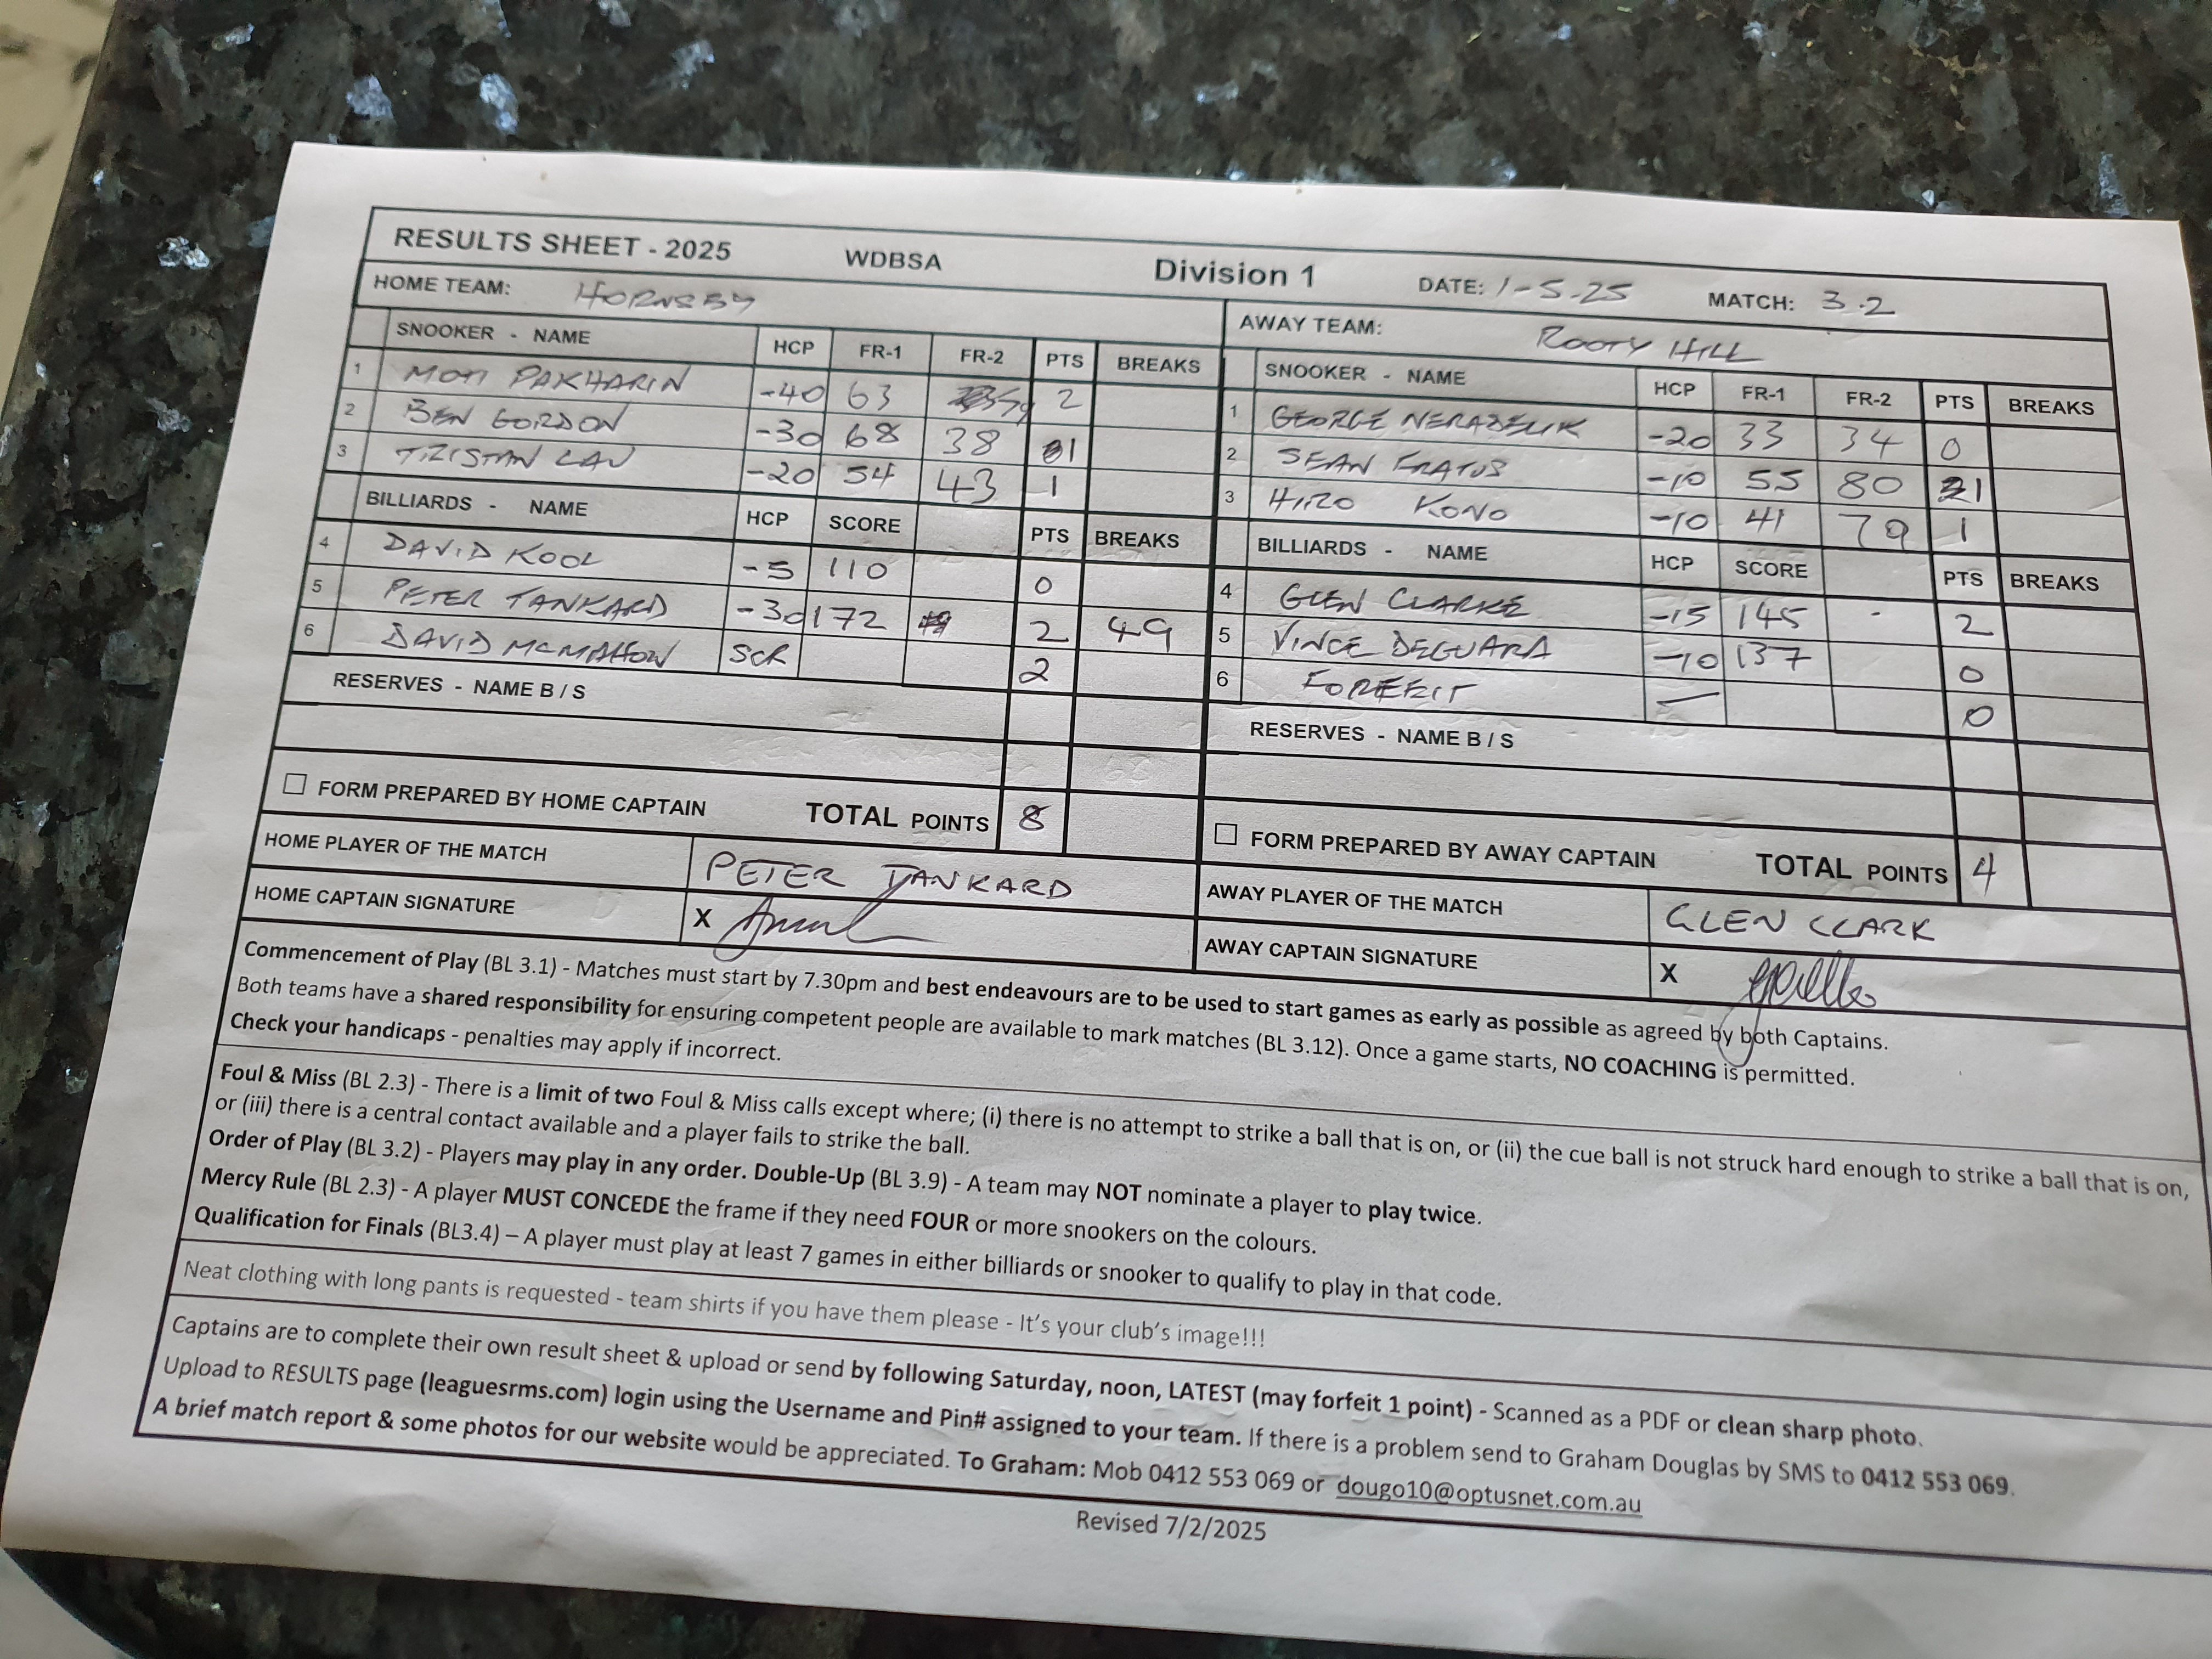 RESULTS SHEET - 2025 WDBSA Division 1 DATE: 1-5-25 MATCH: 3.2
HOME TEAM: HORNSBY AWAY TEAM: ROOTY HILL
SNOOKER - NAME HCP FR-1 FR-2 PTS BREAKS
1 MOTI PAKHARIN -40 63 2
2 BEN GORDON -30 68 38 1
3 TRISTAN LAU -20 54 43 1
BILLIARDS - NAME HCP SCORE PTS BREAKS
4 DAVID KOOL -5 110 0
5 PETER TANKARD -30 172 2 49
6 DAVID MCMAHON SCR 2
RESERVES - NAME B / S
☐ FORM PREPARED BY HOME CAPTAIN TOTAL POINTS 8
HOME PLAYER OF THE MATCH PETER TANKARD
HOME CAPTAIN SIGNATURE X
SNOOKER - NAME HCP FR-1 FR-2 PTS BREAKS
1 GEORGE -20 33 34 0
2 SEAN FRATUS -10 55 80 1
3 HIRO KONO -10 41 79 1
BILLIARDS - NAME HCP SCORE PTS BREAKS
4 GLEN CLARKE -15 145 - 2
5 VINCE DEGUARA -10 137 0
6 FOREFEIT — 0
RESERVES - NAME B / S
☐ FORM PREPARED BY AWAY CAPTAIN TOTAL POINTS 4
AWAY PLAYER OF THE MATCH GLEN CLARK
AWAY CAPTAIN SIGNATURE X
Commencement of Play (BL 3.1) - Matches must start by 7.30pm and best endeavours are to be used to start games as early as possible as agreed by both Captains.
Both teams have a shared responsibility for ensuring competent people are available to mark matches (BL 3.12). Once a game starts, NO COACHING is permitted.
Check your handicaps - penalties may apply if incorrect.
Foul & Miss (BL 2.3) - There is a limit of two Foul & Miss calls except where; (i) there is no attempt to strike a ball that is on, or (ii) the cue ball is not struck hard enough to strike a ball that is on,
or (iii) there is a central contact available and a player fails to strike the ball.
Order of Play (BL 3.2) - Players may play in any order. Double-Up (BL 3.9) - A team may NOT nominate a player to play twice.
Mercy Rule (BL 2.3) - A player MUST CONCEDE the frame if they need FOUR or more snookers on the colours.
Qualification for Finals (BL3.4) – A player must play at least 7 games in either billiards or snooker to qualify to play in that code.
Neat clothing with long pants is requested - team shirts if you have them please - It's your club's image!!!
Captains are to complete their own result sheet & upload or send by following Saturday, noon, LATEST (may forfeit 1 point) - Scanned as a PDF or clean sharp photo.
Upload to RESULTS page (leaguesrms.com) login using the Username and Pin# assigned to your team. If there is a problem send to Graham Douglas by SMS to 0412 553 069.
A brief match report & some photos for our website would be appreciated. To Graham: Mob 0412 553 069 or dougo10@optusnet.com.au
Revised 7/2/2025